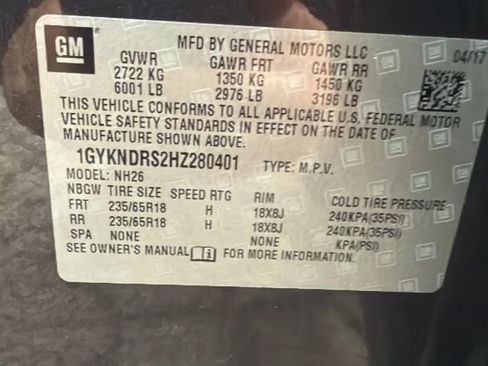 GM
MFD BY GENERAL MOTORS LLC
04/17
GVWR GAWR FRT GAWR RR
2722 KG 1350 KG 1450 KG
6001 LB 2976 LB 3196 LB
THIS VEHICLE CONFORMS TO ALL APPLICABLE U.S. FEDERAL MOTOR
VEHICLE SAFETY STANDARDS IN EFFECT ON THE DATE OF
MANUFACTURE SHOWN ABOVE.
1GYKNDRS2HZ280401 TYPE: M.P.V.
MODEL: NH26
NBGW TIRE SIZE SPEED RTG RIM COLD TIRE PRESSURE
FRT 235/65R18 H 18X8J 240KPA(35PSI)
RR 235/65R18 H 18X8J 240KPA(35PSI)
SPA NONE NONE KPA(PSI)
SEE OWNER'S MANUAL FOR MORE INFORMATION.